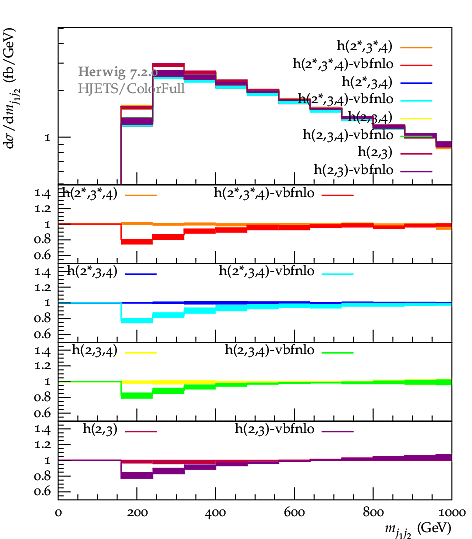 dσ/dm_{j₁j₂} (fb/GeV)
Herwig 7.2.
HJETS/ColorFull
h(2*,3*,4)
h(2*,3*,4)-vbfnlo
h(2*,3,4)
h(2*,3,4)-vbfnlo
h(2,3,4)
h(2,3,4)-vbfnlo
h(2,3)
h(2,3)-vbfnlo
1
h(2*,3*,4) h(2*,3*,4)-vbfnlo
1.4
1.2
1
0.8
0.6
h(2*,3,4) h(2*,3,4)-vbfnlo
1.4
1.2
1
0.8
0.6
h(2,3,4) h(2,3,4)-vbfnlo
1.4
1.2
1
0.8
0.6
h(2,3) h(2,3)-vbfnlo
1.4
1.2
1
0.8
0.6
0 200 400 600 800 1000
m_{j₁j₂}